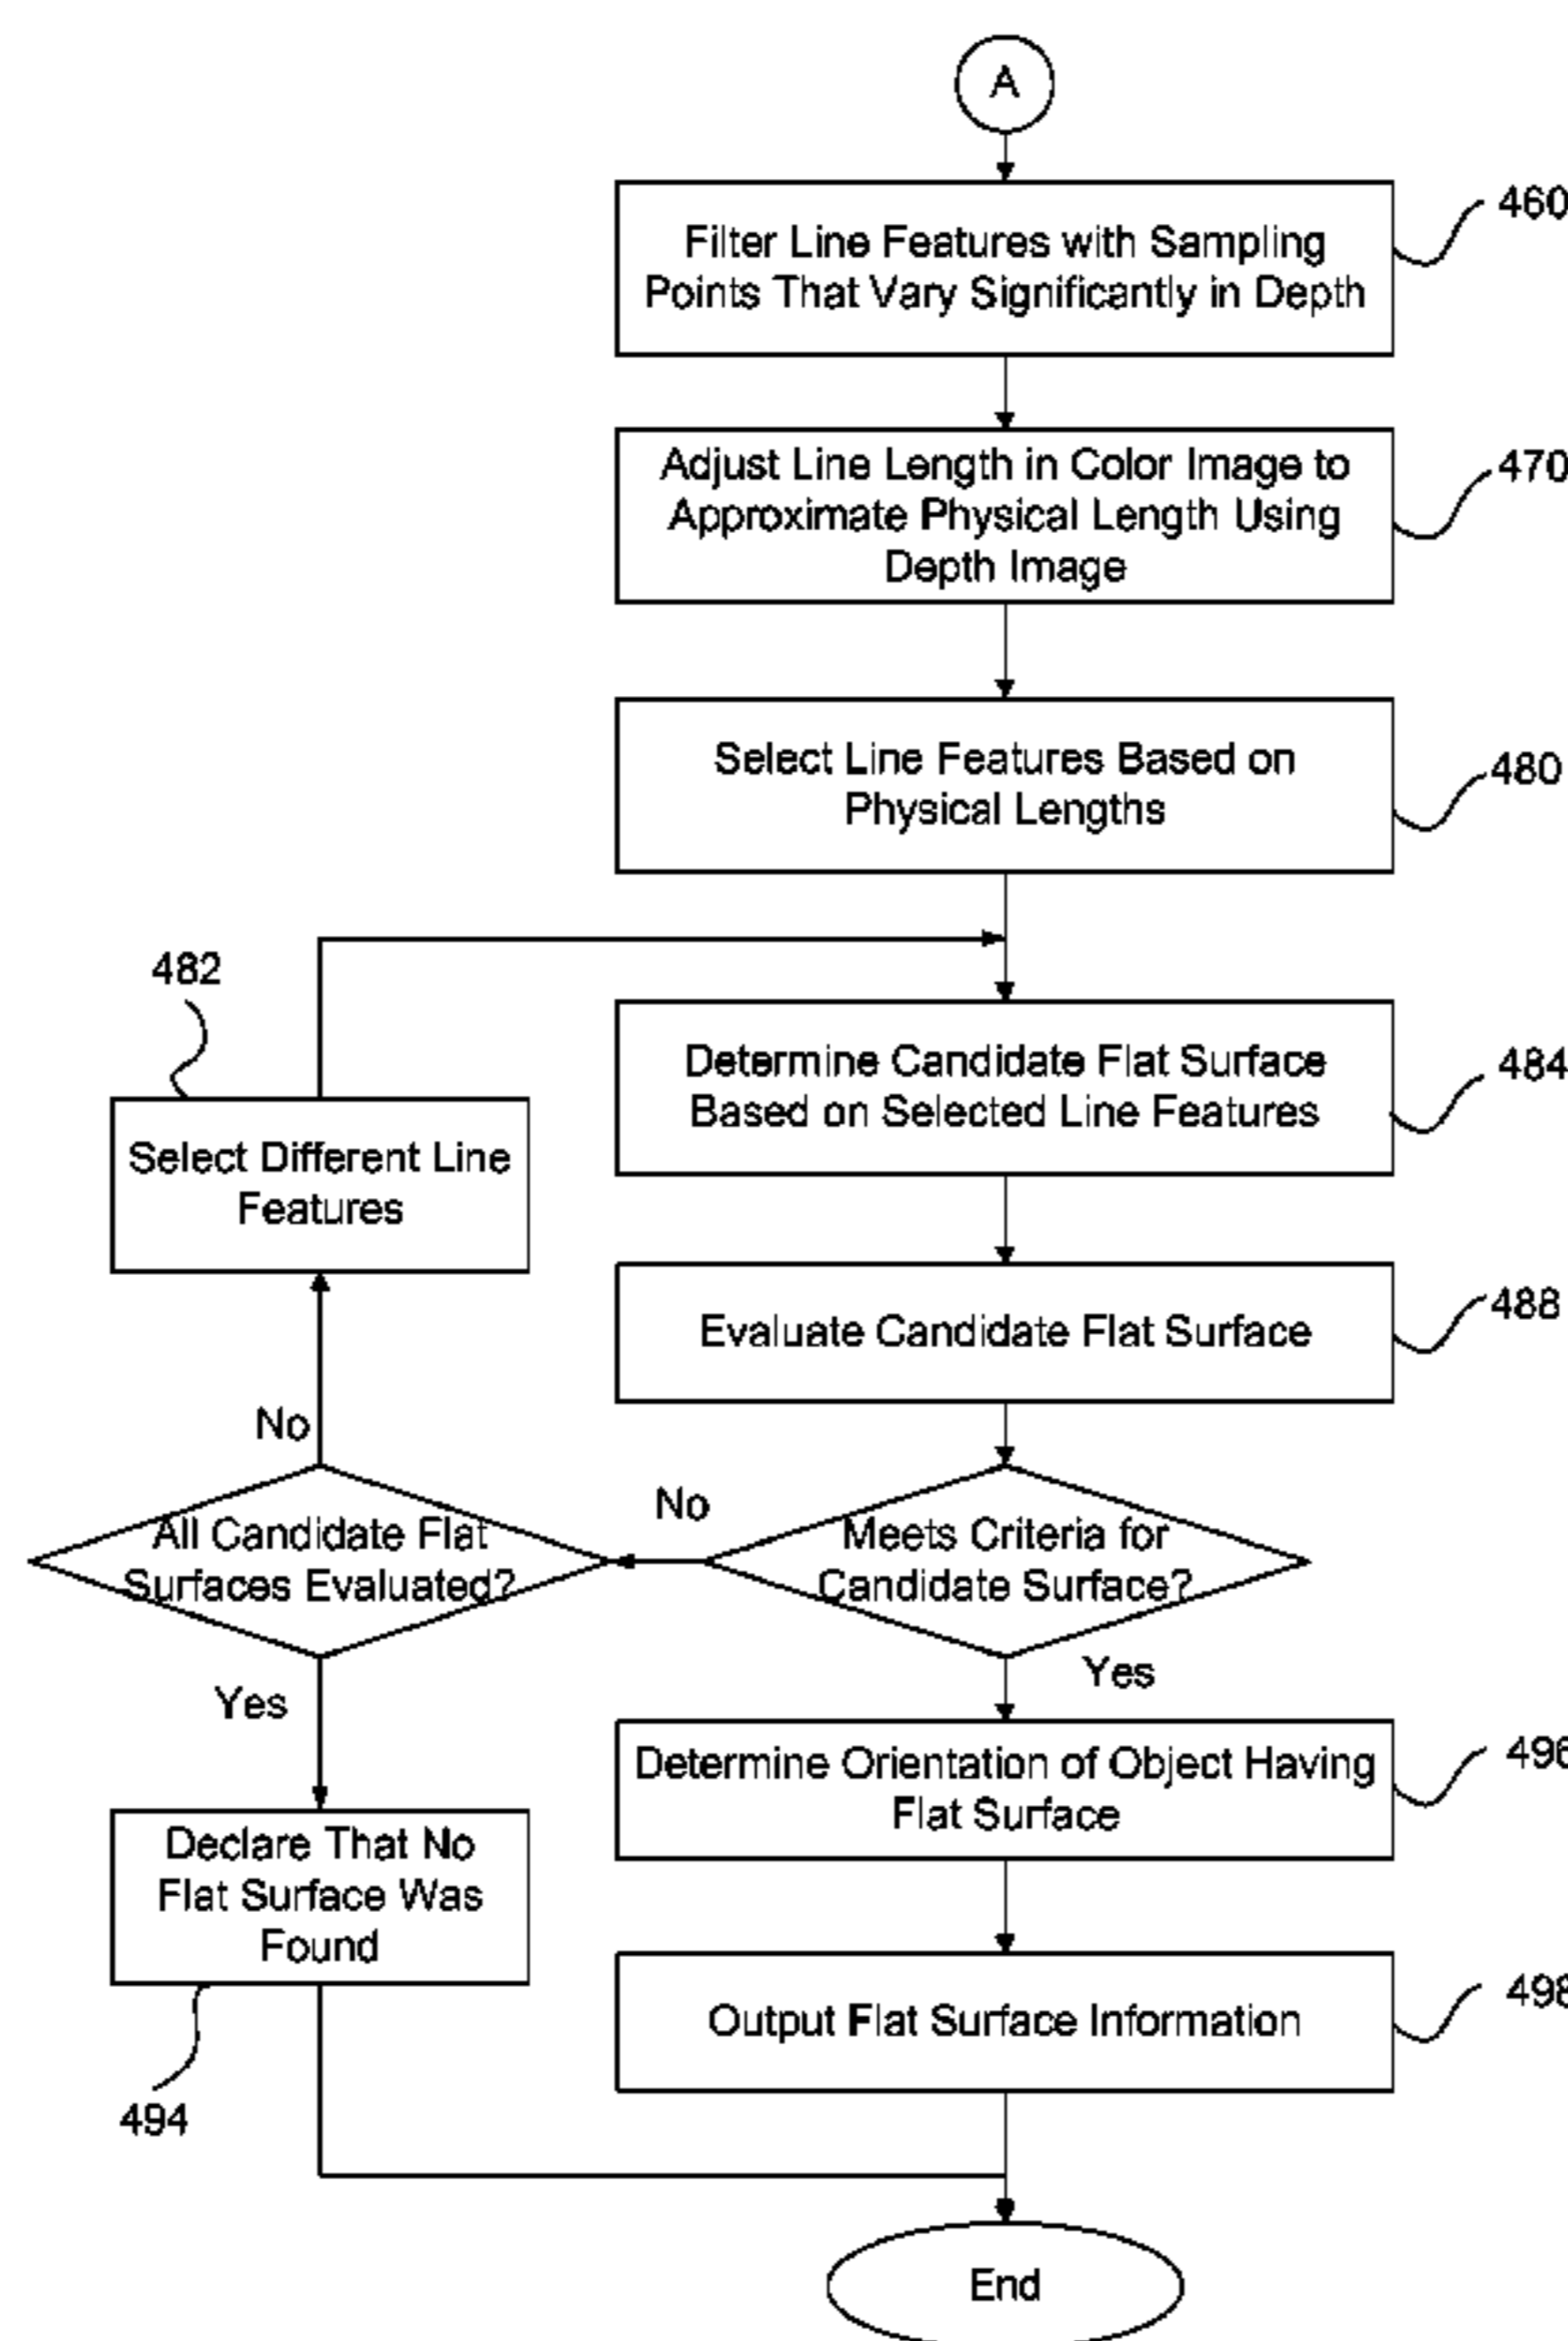 A
Filter Line Features with Sampling
Points That Vary Significantly in Depth
460
Adjust Line Length in Color Image to
Approximate Physical Length Using
Depth Image
470
Select Line Features Based on
Physical Lengths
480
482
Determine Candidate Flat Surface
Based on Selected Line Features
484
Select Different Line
Features
Evaluate Candidate Flat Surface
488
No
No
All Candidate Flat
Surfaces Evaluated?
Meets Criteria for
Candidate Surface?
Yes
Yes
Determine Orientation of Object Having
Flat Surface
496
Declare That No
Flat Surface Was
Found
Output Flat Surface Information
498
494
End